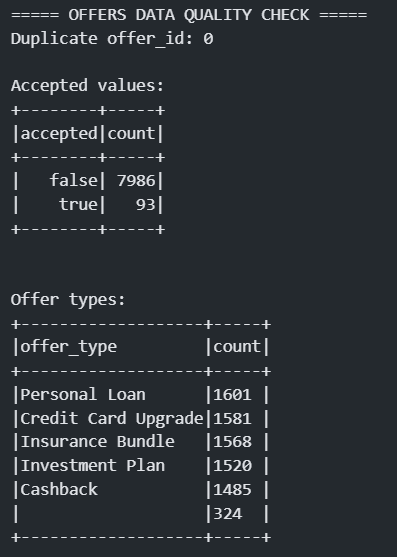 ===== OFFERS DATA QUALITY CHECK =====
Duplicate offer_id: 0
Accepted values:
+--------+-----+
|accepted|count|
+--------+-----+
|   false| 7986|
|    true|   93|
+--------+-----+
Offer types:
+-------------------+-----+
|offer_type         |count|
+-------------------+-----+
|Personal Loan      |1601 |
|Credit Card Upgrade|1581 |
|Insurance Bundle   |1568 |
|Investment Plan    |1520 |
|Cashback           |1485 |
|                   |324  |
+-------------------+-----+